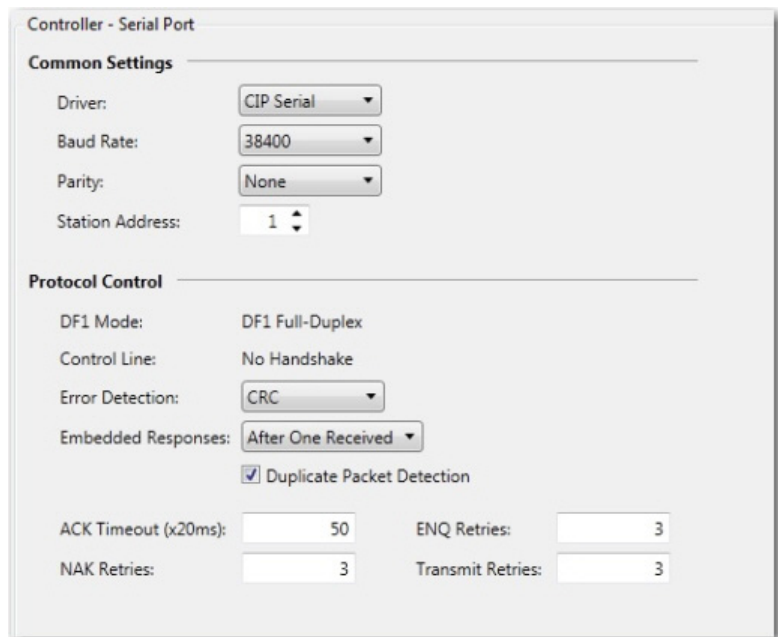 Controller - Serial Port
Common Settings
Driver: CIP Serial
Baud Rate: 38400
Parity: None
Station Address: 1
Protocol Control
DF1 Mode: DF1 Full-Duplex
Control Line: No Handshake
Error Detection: CRC
Embedded Responses: After One Received
Duplicate Packet Detection
ACK Timeout (x20ms): 50 ENQ Retries: 3
NAK Retries: 3 Transmit Retries: 3